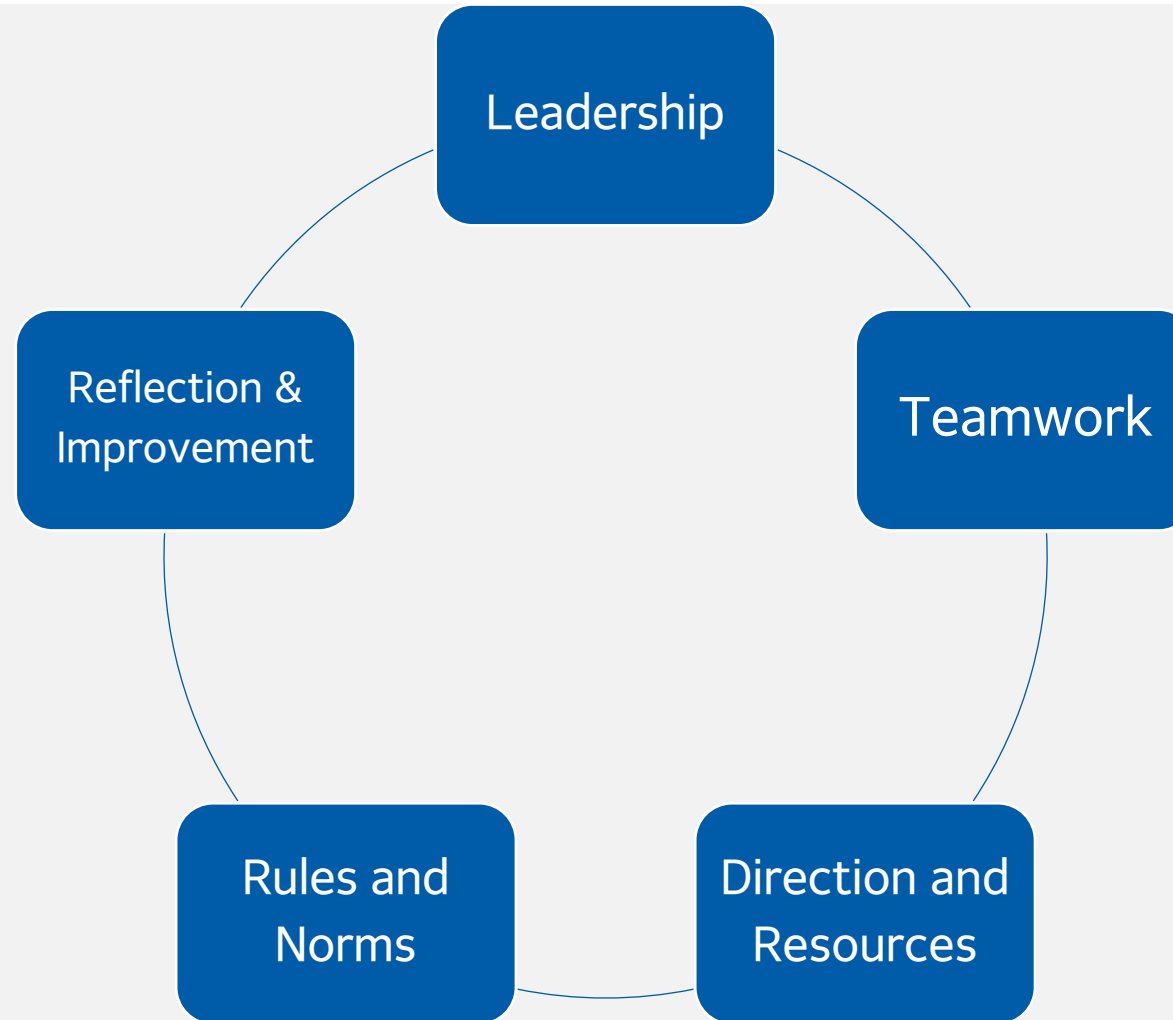 Leadership
Teamwork
Direction and
Resources
Rules and
Norms
Reflection &
Improvement